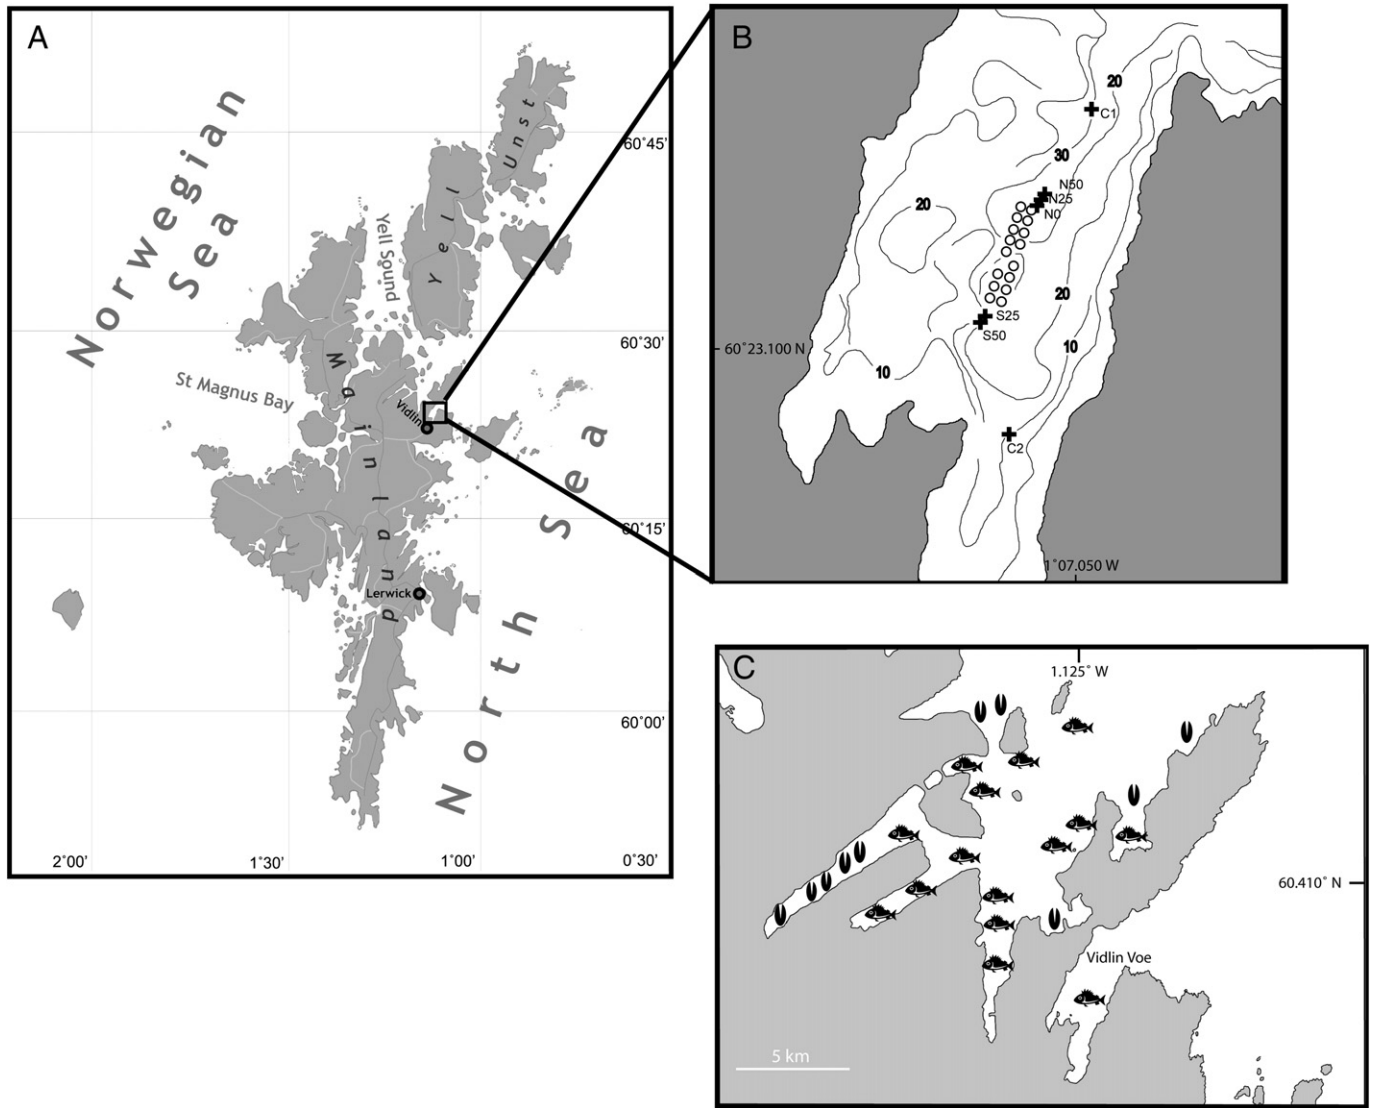 A
Norwegian
Sea
Unst
Yell
Yell Sound
Mainland
St Magnus Bay
Vidlin
Lerwick
North Sea
60˚45'
60˚30'
60˚15'
60˚00'
2˚00'
1˚30'
1˚00'
0˚30'
B
20
C1
30
N50
N25
N0
20
20
S25
S50
10
10
60˚23.100 N
C2
1˚07.050 W
C
1.125˚ W
60.410˚ N
Vidlin Voe
5 km